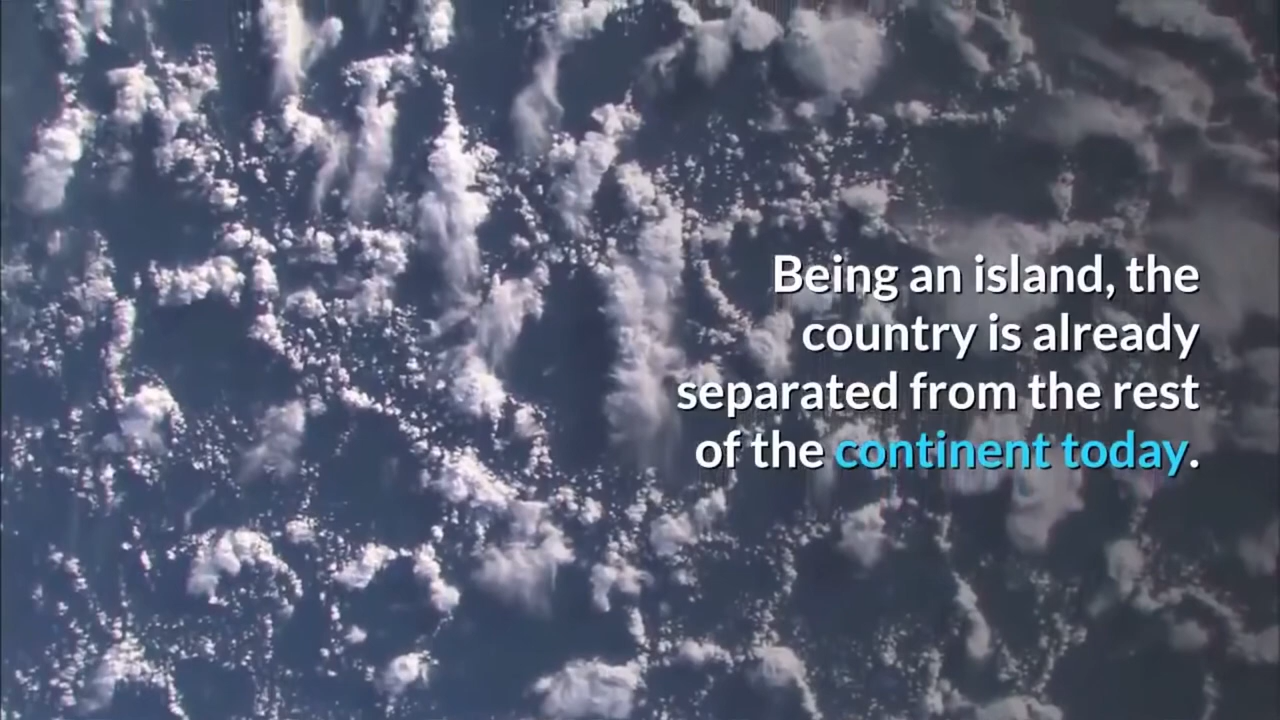 Being an island, the
country is already
separated from the rest
of the continent today.